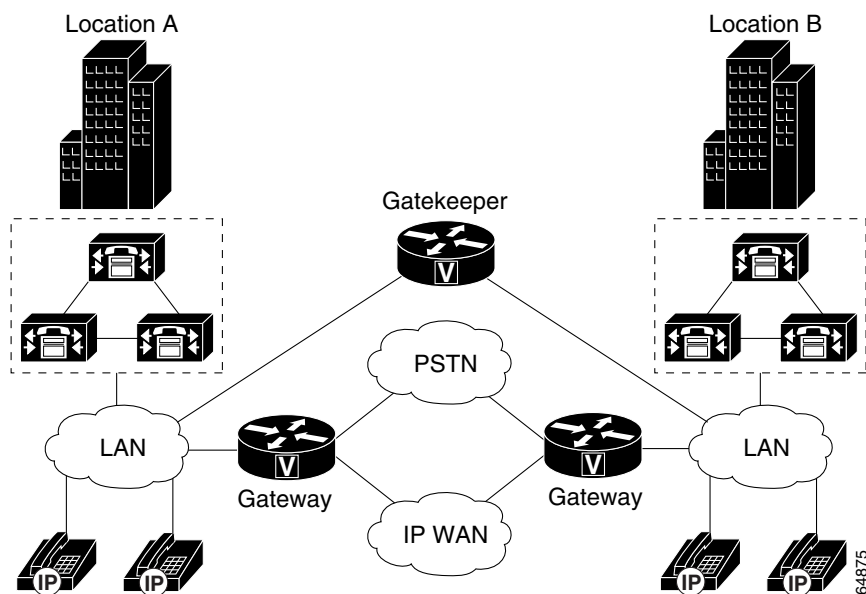 Location A
Location B
Gatekeeper
V
PSTN
LAN
V
Gateway
V
Gateway
LAN
IP WAN
IP
IP
IP
IP
64875